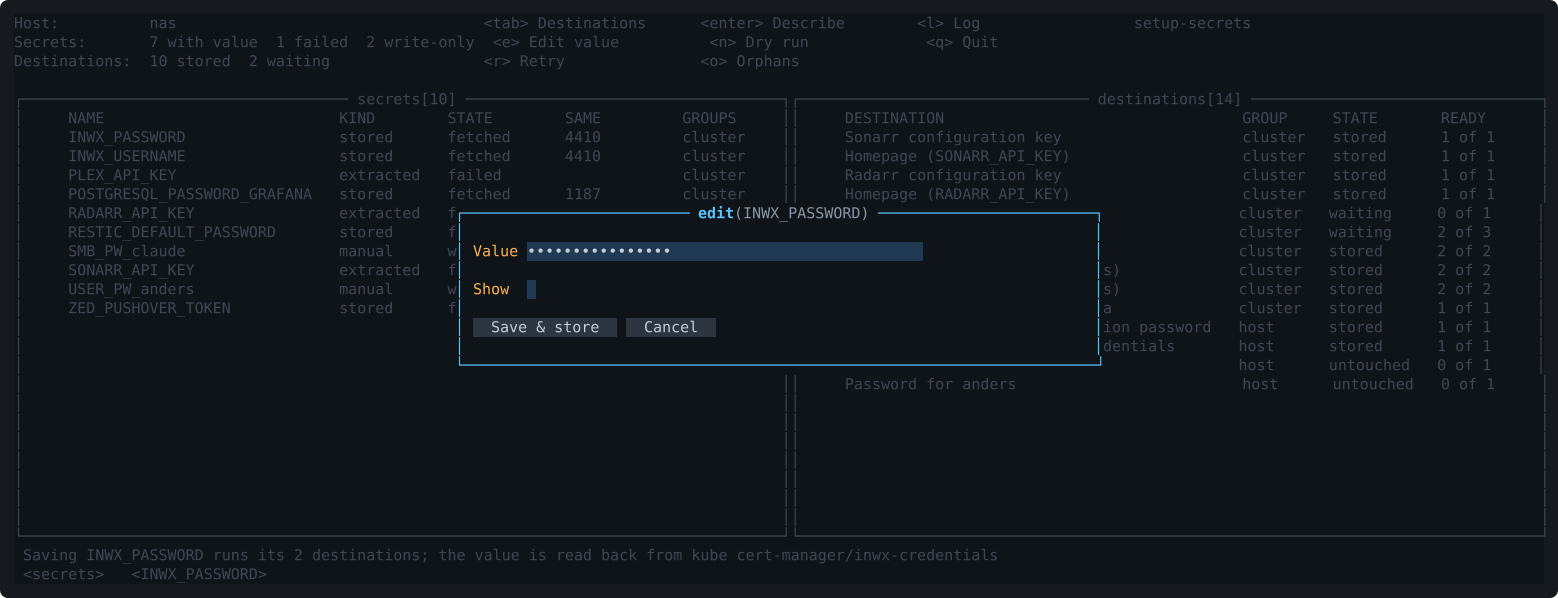 Host: nas <tab> Destinations <enter> Describe <l> Log setup-secrets
Secrets: 7 with value 1 failed 2 write-only <e> Edit value <n> Dry run <q> Quit
Destinations: 10 stored 2 waiting <r> Retry <o> Orphans
secrets[10] destinations[14]
NAME KIND STATE SAME GROUPS DESTINATION GROUP STATE READY
INWX_PASSWORD stored fetched 4410 cluster Sonarr configuration key cluster stored 1 of 1
INWX_USERNAME stored fetched 4410 cluster Homepage (SONARR_API_KEY) cluster stored 1 of 1
PLEX_API_KEY extracted failed cluster Radarr configuration key cluster stored 1 of 1
POSTGRESQL_PASSWORD_GRAFANA stored fetched 1187 cluster Homepage (RADARR_API_KEY) cluster stored 1 of 1
RADARR_API_KEY extracted f edit(INWX_PASSWORD) cluster waiting 0 of 1
RESTIC_DEFAULT_PASSWORD stored f cluster waiting 2 of 3
SMB_PW_claude manual w Value •••••••••••••••• cluster stored 2 of 2
SONARR_API_KEY extracted f s) cluster stored 2 of 2
USER_PW_anders manual w Show s) cluster stored 2 of 2
ZED_PUSHOVER_TOKEN stored f a cluster stored 1 of 1
Save & store Cancel ion password host stored 1 of 1
dentials host stored 1 of 1
host untouched 0 of 1
Password for anders host untouched 0 of 1
Saving INWX_PASSWORD runs its 2 destinations; the value is read back from kube cert-manager/inwx-credentials
<secrets> <INWX_PASSWORD>